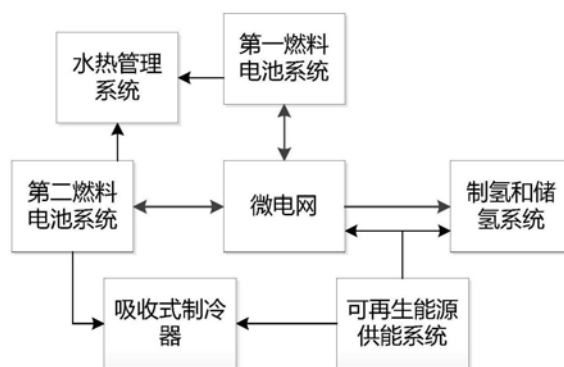 第一燃料
电池系统
水热管理
系统
第二燃料
电池系统
微电网
制氢和储
氢系统
吸收式制冷
器
可再生能源
供能系统